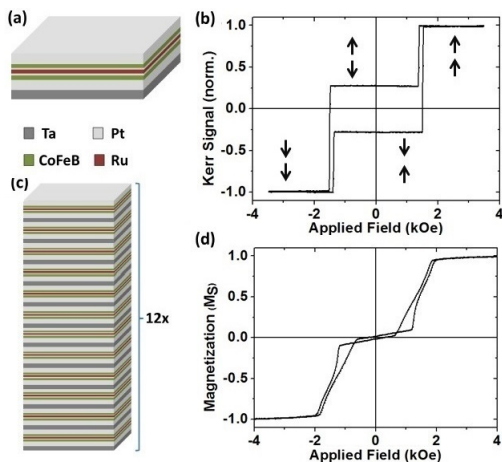 (a)
Ta
Pt
CoFeB
Ru
(b)
Kerr Signal (norm.)
1.0
0.5
0.0
-0.5
-1.0
-4
-2
0
2
4
Applied Field (kOe)
(c)
12x
(d)
Magnetization (MS)
1.0
0.5
0.0
-0.5
-1.0
-4
-2
0
2
4
Applied Field (kOe)